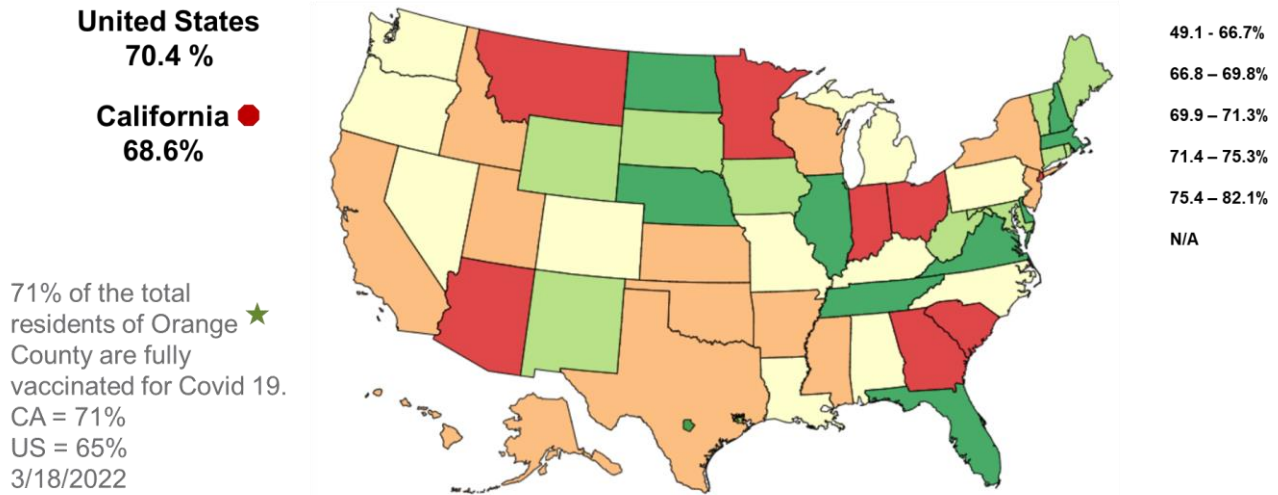 United States
70.4 %
California
68.6%
71% of the total
residents of Orange
County are fully
vaccinated for Covid 19.
CA = 71%
US = 65%
3/18/2022
49.1 - 66.7%
66.8 – 69.8%
69.9 – 71.3%
71.4 – 75.3%
75.4 – 82.1%
N/A